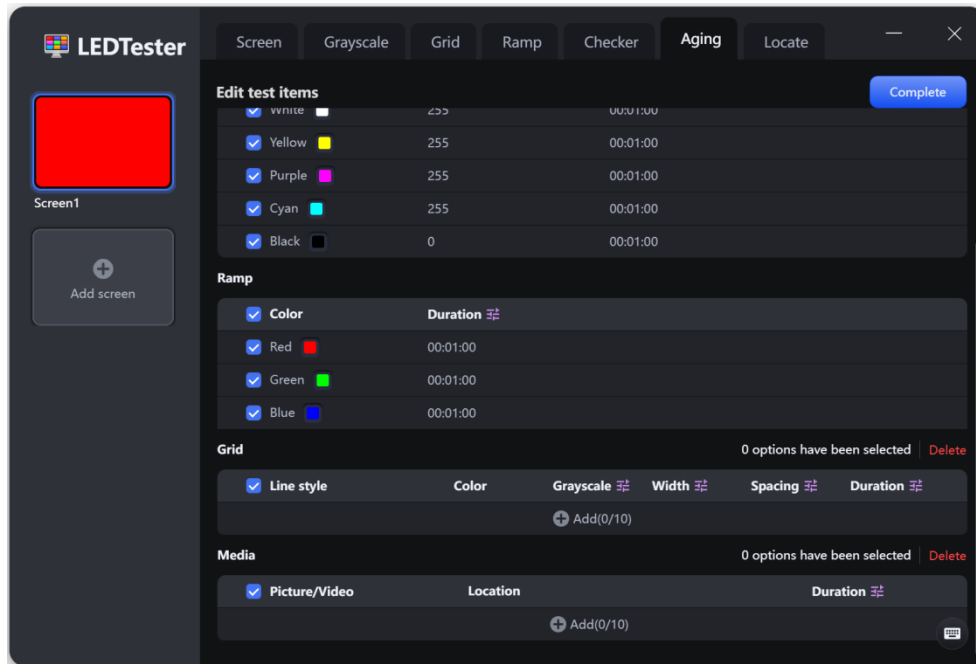 LEDTester
Screen Grayscale Grid Ramp Checker Aging Locate
Edit test items
Complete
White 255 00:01:00
Yellow 255 00:01:00
Purple 255 00:01:00
Cyan 255 00:01:00
Black 0 00:01:00
Screen1
Add screen
Ramp
Color Duration
Red 00:01:00
Green 00:01:00
Blue 00:01:00
Grid 0 options have been selected Delete
Line style Color Grayscale Width Spacing Duration
Add(0/10)
Media 0 options have been selected Delete
Picture/Video Location Duration
Add(0/10)